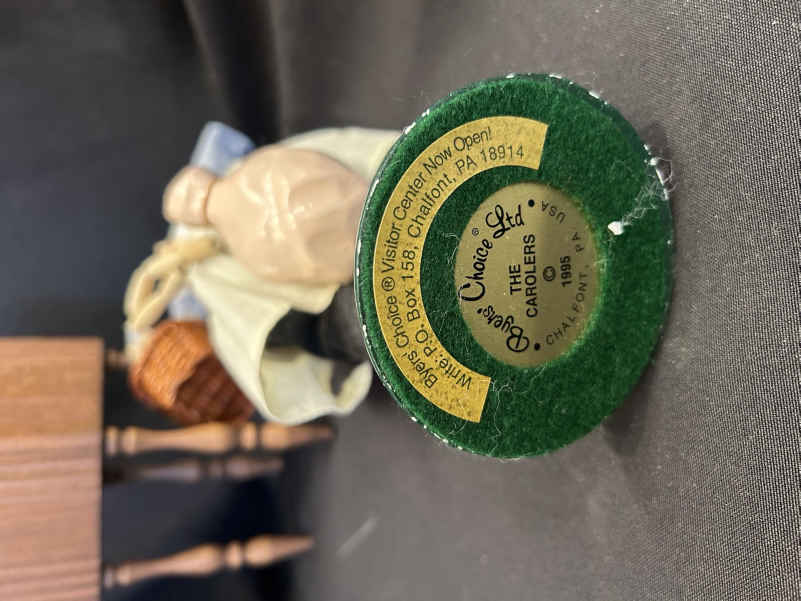 Byers' Choice ® Visitor Center Now Open!
Write: P.O. Box 158, Chalfont, PA 18914
Byers' Choice ® Ltd
THE
CAROLERS
©
1995
• CHALFONT, PA USA •